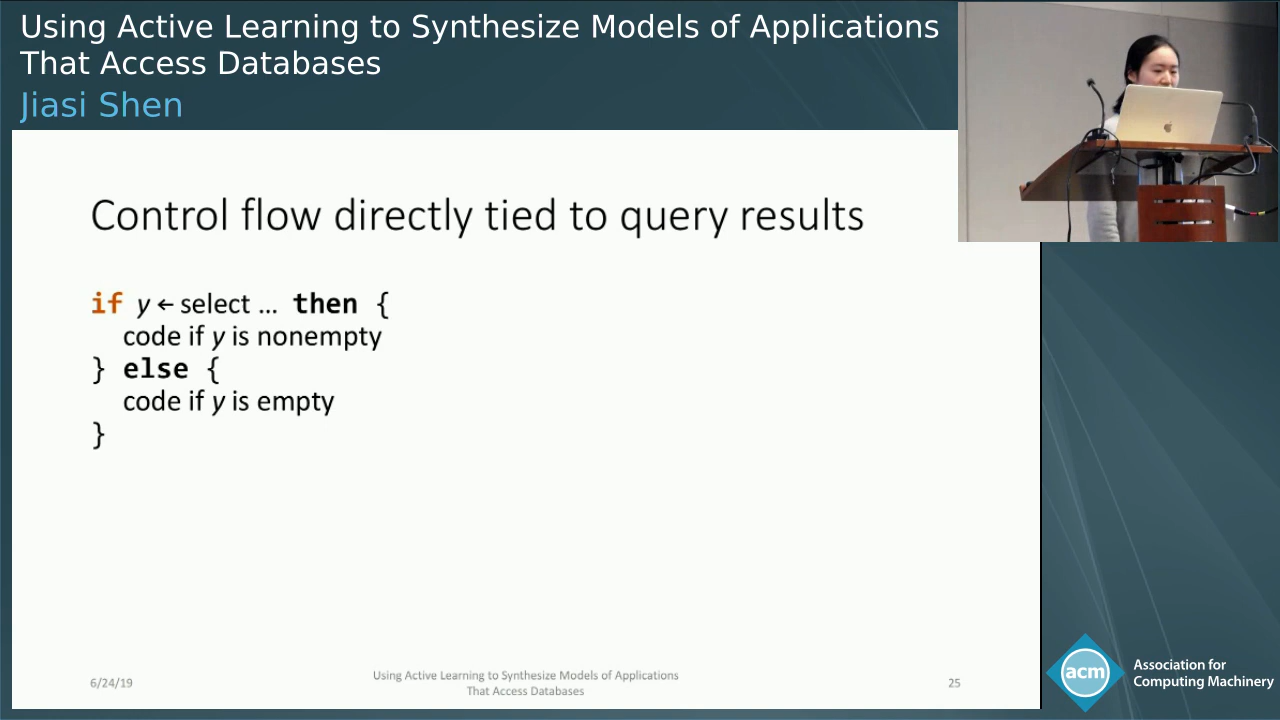 Using Active Learning to Synthesize Models of Applications
That Access Databases
Jiasi Shen
Control flow directly tied to query results
if y ← select … then {
code if y is nonempty
} else {
code if y is empty
}
6/24/19
Using Active Learning to Synthesize Models of Applications
That Access Databases
25
acm
Association for
Computing Machinery